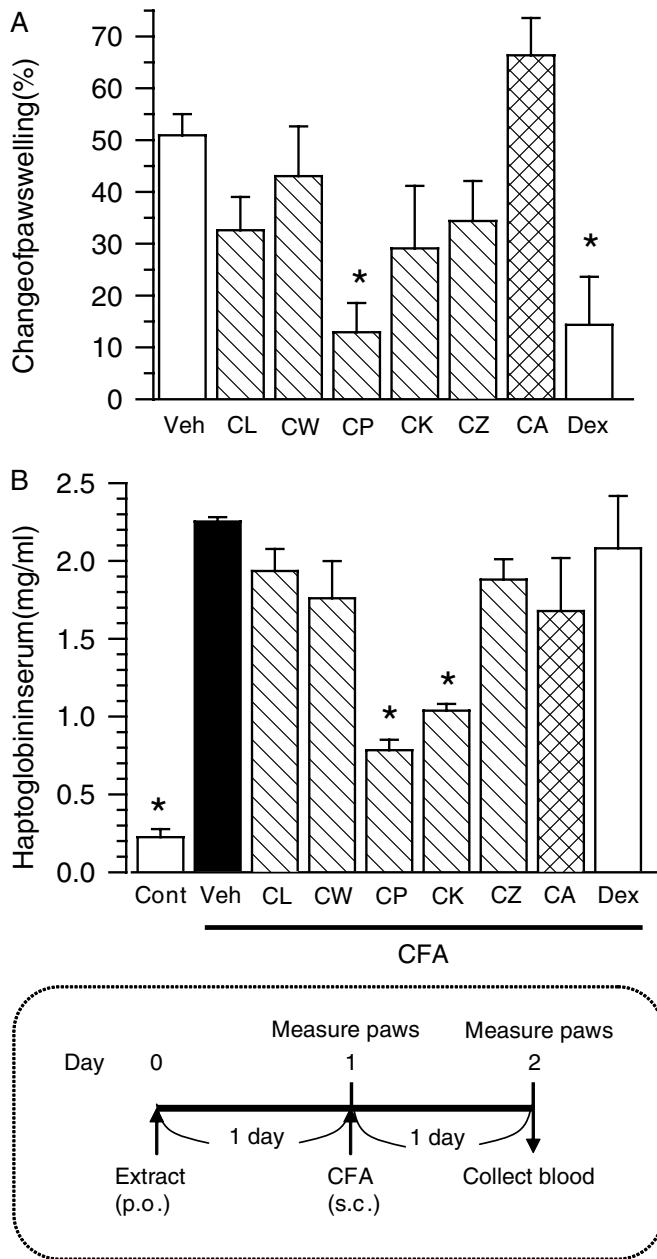 A
Changeofpawswelling(%)
70
60
50
40
30
20
10
0
*
*
Veh CL CW CP CK CZ CA Dex
B
Haptoglobininserum(mg/ml)
2.5
2.0
1.5
1.0
0.5
0.0
*
*
*
Cont Veh CL CW CP CK CZ CA Dex
CFA
Measure paws Measure paws
Day 0 1 2
1 day 1 day
Extract CFA Collect blood
(p.o.) (s.c.)